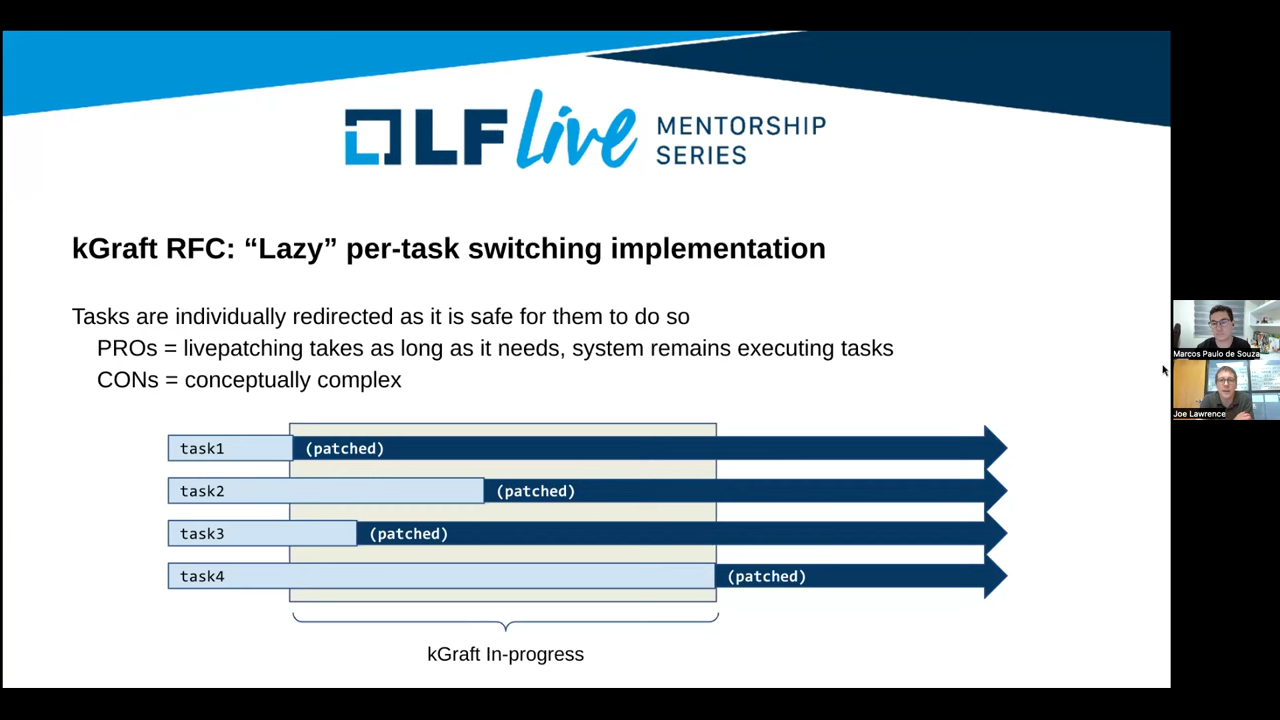 LF Live MENTORSHIP
SERIES
kGraft RFC: “Lazy” per-task switching implementation
Tasks are individually redirected as it is safe for them to do so
PROs = livepatching takes as long as it needs, system remains executing tasks
CONs = conceptually complex
task1 (patched)
task2 (patched)
task3 (patched)
task4 (patched)
kGraft In-progress
Marcos Paulo de Souza
Joe Lawrence